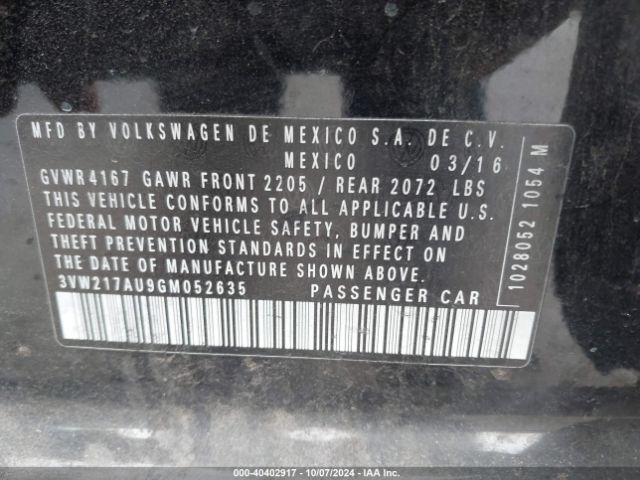 MFD BY VOLKSWAGEN DE MEXICO S.A. DE C.V.
MEXICO 03/16
GVWR 4167 GAWR FRONT 2205 / REAR 2072 LBS
THIS VEHICLE CONFORMS TO ALL APPLICABLE U.S.
FEDERAL MOTOR VEHICLE SAFETY, BUMPER AND
THEFT PREVENTION STANDARDS IN EFFECT ON
THE DATE OF MANUFACTURE SHOWN ABOVE.
3VW217AU9GM052635 PASSENGER CAR
1028052 1054 M
000-40402917 - 10/07/2024 - IAA Inc.